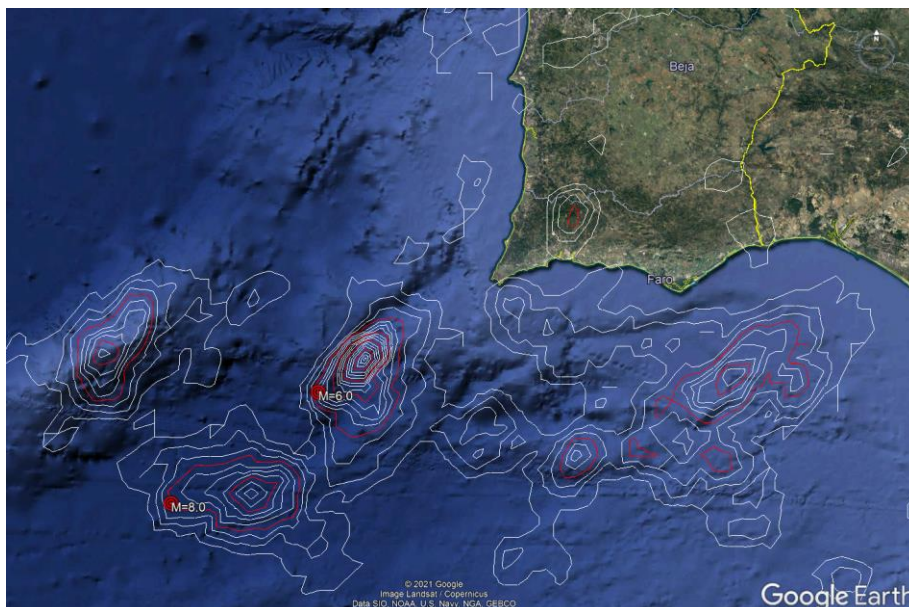 Beja
N
Faro
M=6.0
M=8.0
© 2021 Google
Image Landsat / Copernicus
Data SIO, NOAA, U.S. Navy, NGA, GEBCO
Google Earth